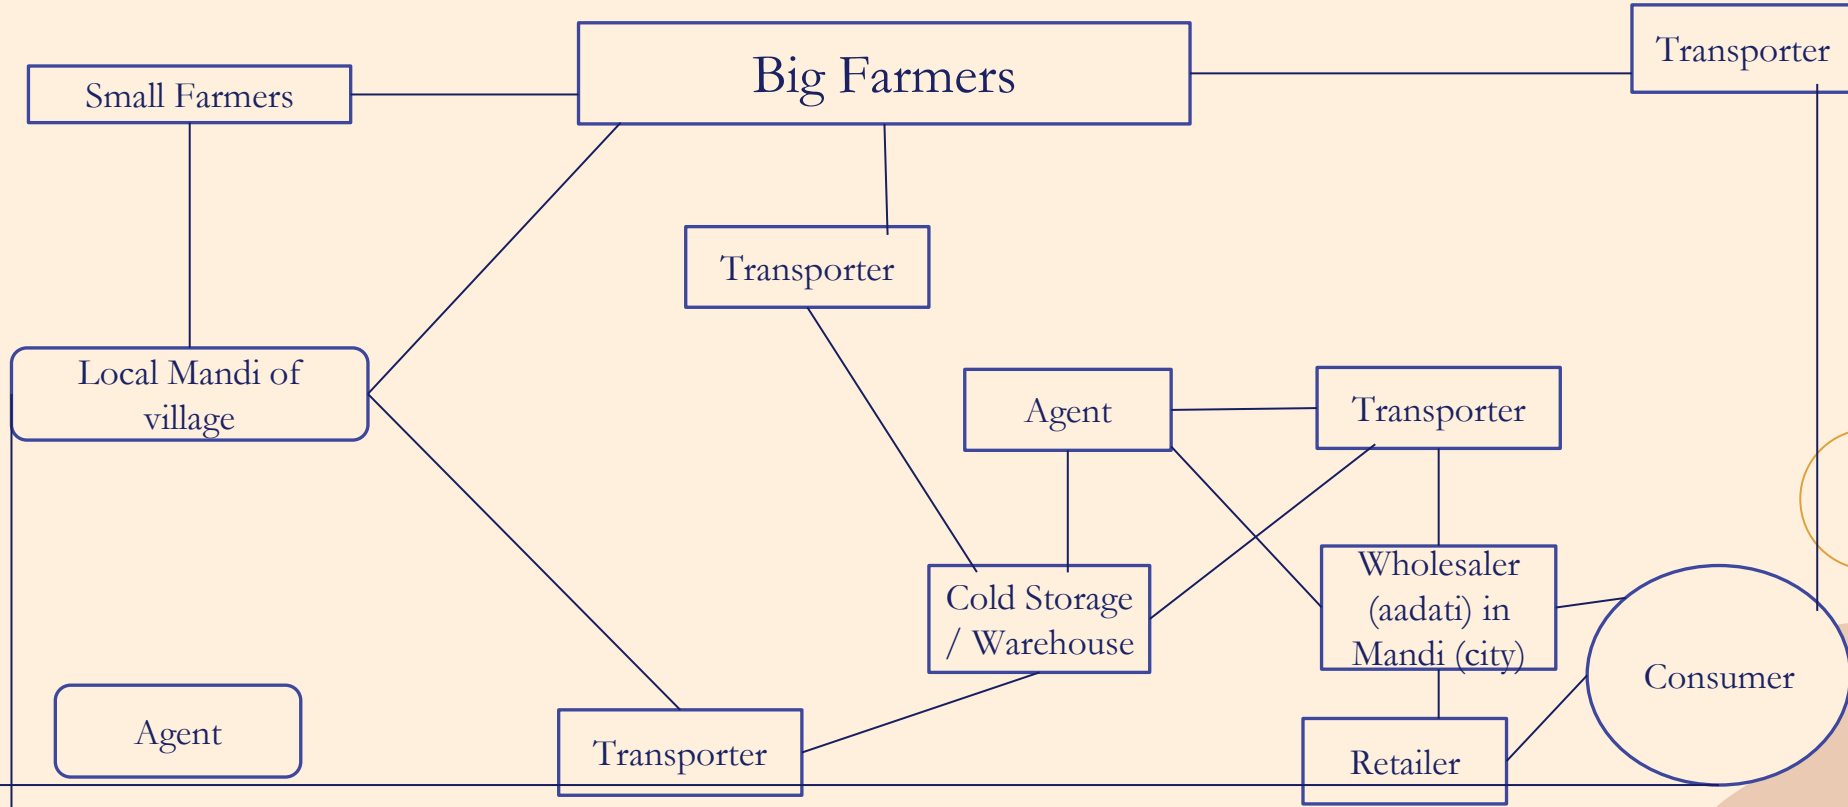 Transporter
Big Farmers
Small Farmers
Transporter
Local Mandi of
village
Agent
Transporter
Wholesaler
(aadati) in
Mandi (city)
Cold Storage
/ Warehouse
Consumer
Agent
Transporter
Retailer